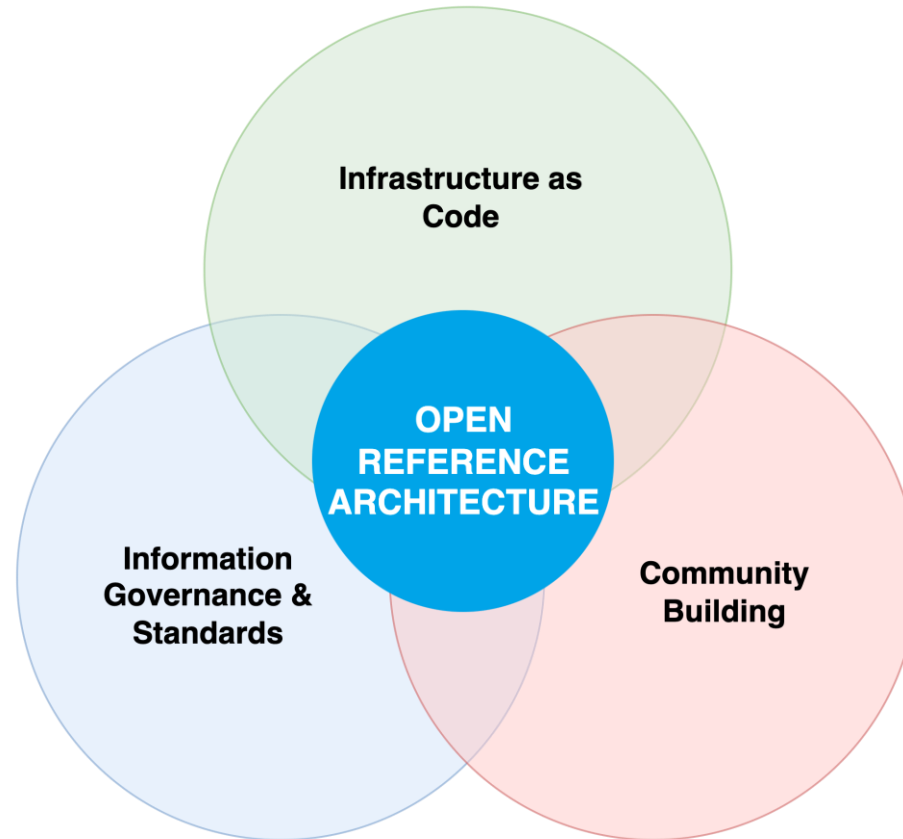 Infrastructure as
Code
OPEN
REFERENCE
ARCHITECTURE
Information
Governance &
Standards
Community
Building